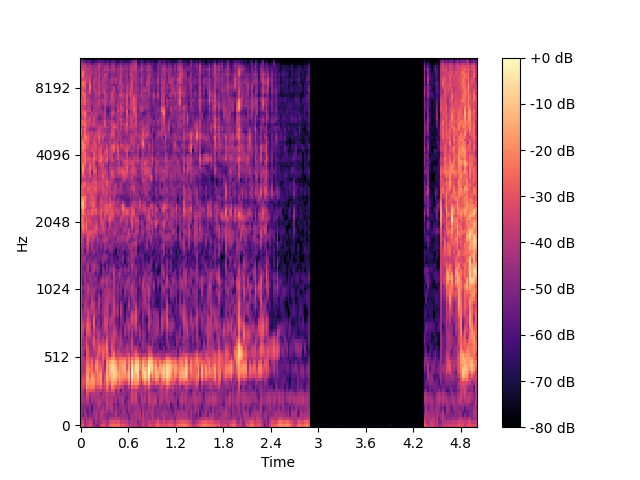 Hz
8192
4096
2048
1024
512
0
0 0.6 1.2 1.8 2.4 3 3.6 4.2 4.8
Time
+0 dB
-10 dB
-20 dB
-30 dB
-40 dB
-50 dB
-60 dB
-70 dB
-80 dB